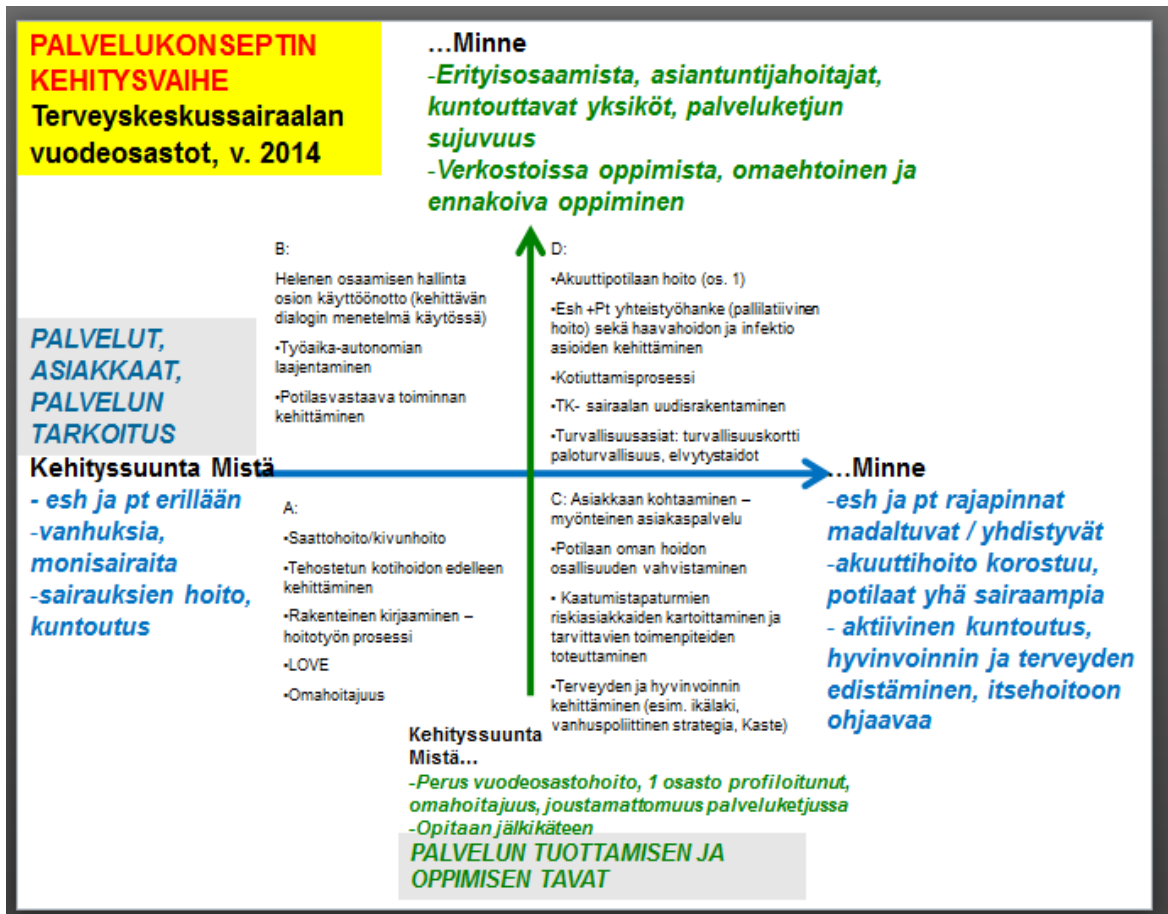 PALVELUKONSEPTIN
KEHITYSVAIHE
Terveyskeskussairaalan
vuodeosastot, v. 2014
...Minne
-Erityisosaamista, asiantuntijahoitajat,
kuntouttavat yksiköt, palveluketjun
sujuvuus
-Verkostoissa oppimista, omaehtoinen ja
ennakoiva oppiminen
B:
Helenen osaamisen hallinta
osion käyttöönotto (kehittävän
dialogin menetelmä käytössä)
•Työaika-autonomian
laajentaminen
•Potilasvastaava toiminnan
kehittäminen
D:
•Akuuttipotilaan hoito (os. 1)
•Esh +Pt yhteistyöhanke (pallilatiivinen
hoito) sekä haavahoidon ja infektio
asioiden kehittäminen
•Kotiuttamisprosessi
•TK- sairaalan uudisrakentaminen
•Turvallisuusasiat: turvallisuuskortti
paloturvallisuus, elvytystaidot
PALVELUT,
ASIAKKAAT,
PALVELUN
TARKOITUS
Kehityssuunta Mistä
- esh ja pt erillään
-vanhuksia,
monisairaita
-sairauksien hoito,
kuntoutus
A:
•Saattohoito/kivunhoito
•Tehostetun kotihoidon edelleen
kehittäminen
•Rakenteinen kirjaaminen –
hoitotyön prosessi
•LOVE
•Omahoitajuus
C: Asiakkaan kohtaaminen –
myönteinen asiakaspalvelu
•Potilaan oman hoidon
osallisuuden vahvistaminen
• Kaatumistapaturmien
riskiasiakkaiden kartoittaminen ja
tarvittavien toimenpiteiden
toteuttaminen
•Terveyden ja hyvinvoinnin
kehittäminen (esim. ikälaki,
vanhuspoliittinen strategia, Kaste)
...Minne
-esh ja pt rajapinnat
madaltuvat / yhdistyvät
-akuuttihoito korostuu,
potilaat yhä sairaampia
- aktiivinen kuntoutus,
hyvinvoinnin ja terveyden
edistäminen, itsehoitoon
ohjaavaa
Kehityssuunta
Mistä...
-Perus vuodeosastohoito, 1 osasto profiloitunut,
omahoitajuus, joustamattomuus palveluketjussa
-Opitaan jälkikäteen
PALVELUN TUOTTAMISEN JA
OPPIMISEN TAVAT